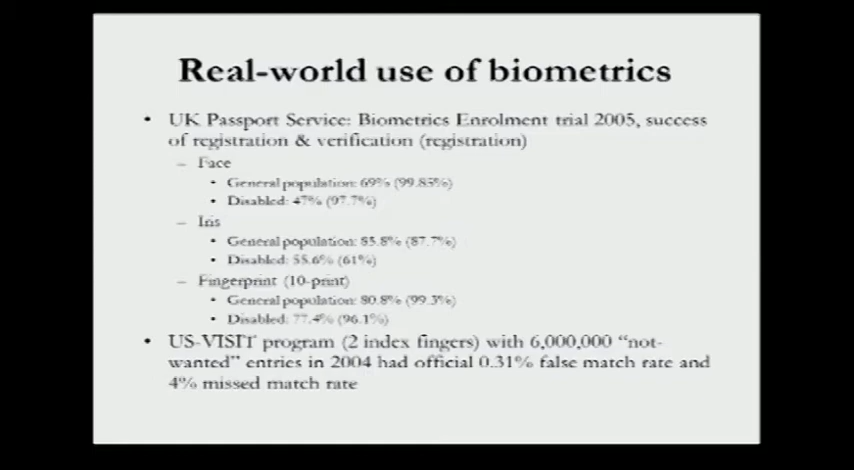 Real-world use of biometrics
• UK Passport Service: Biometrics Enrolment trial 2005, success
of registration & verification (registration)
– Face
• General population: 69% (99.85%)
• Disabled: 47% (97.7%)
– Iris
• General population: 85.8% (87.7%)
• Disabled: 55.6% (61%)
– Fingerprint (10-print)
• General population: 80.8% (99.3%)
• Disabled: 77.4% (96.1%)
• US-VISIT program (2 index fingers) with 6,000,000 “not-
wanted” entries in 2004 had official 0.31% false match rate and
4% missed match rate